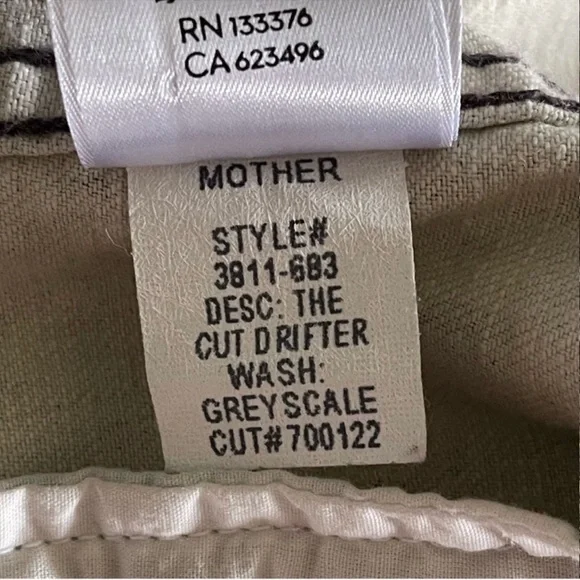 RN 133376
CA 623496
MOTHER
STYLE#
3811-683
DESC: THE
CUT DRIFTER
WASH:
GREYSCALE
CUT#700122